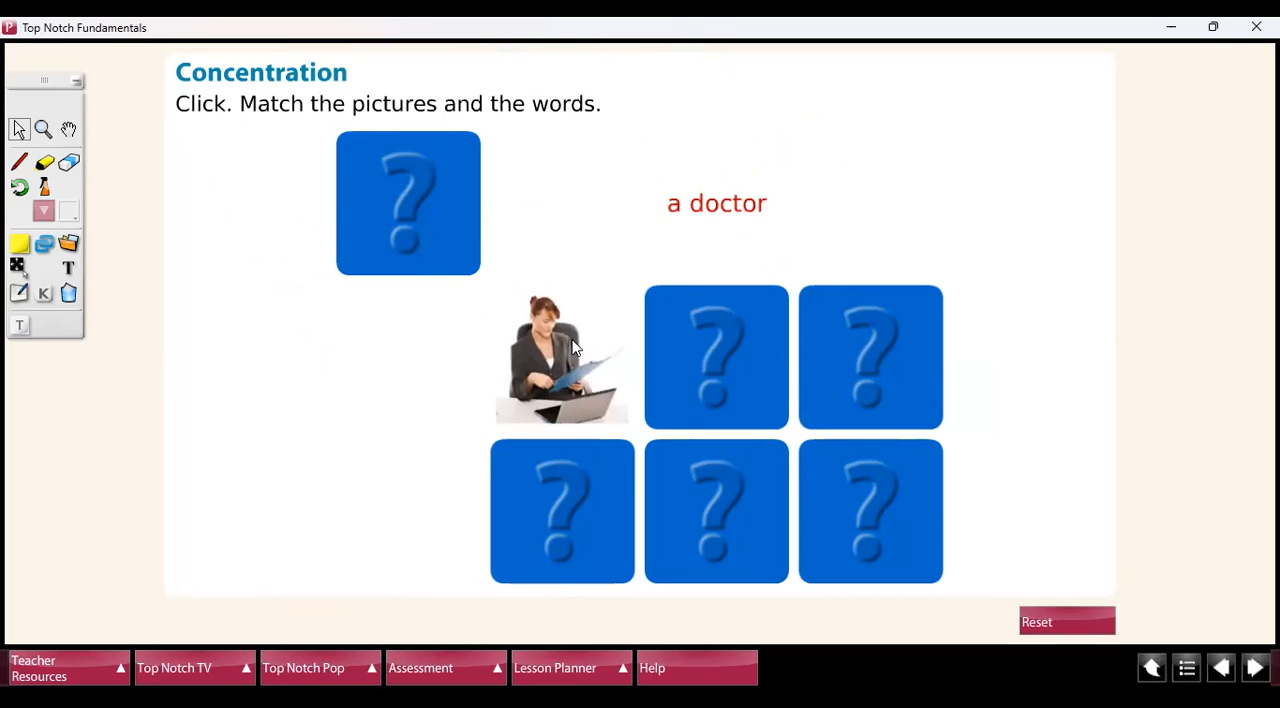 Top Notch Fundamentals
Concentration
Click. Match the pictures and the words.
?
a doctor
? ?
? ? ?
T
K
T
Reset
Teacher Resources
Top Notch TV
Top Notch Pop
Assessment
Lesson Planner
Help